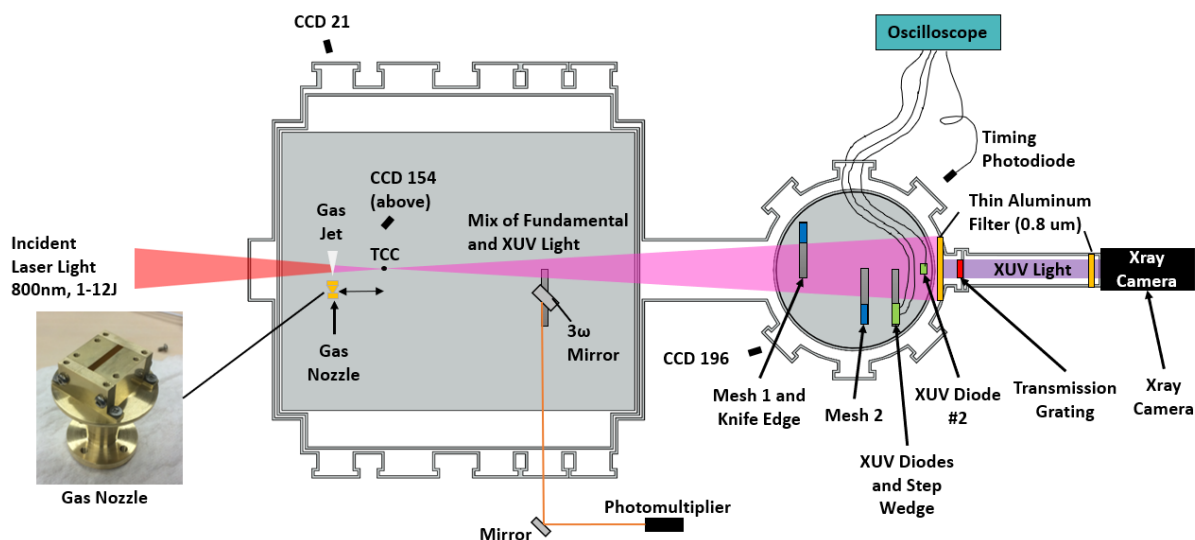 CCD 21
Oscilloscope
Timing
Photodiode
CCD 154
(above)
Thin Aluminum
Filter (0.8 um)
Gas
Jet
Mix of Fundamental
and XUV Light
Incident
Laser Light
800nm, 1-12J
TCC
XUV Light
Xray
Camera
3ω
Mirror
Gas
Nozzle
CCD 196
Mesh 1 and
Knife Edge
Mesh 2
XUV Diode
#2
Transmission
Grating
Xray
Camera
XUV Diodes
and Step
Wedge
Gas Nozzle
Photomultiplier
Mirror